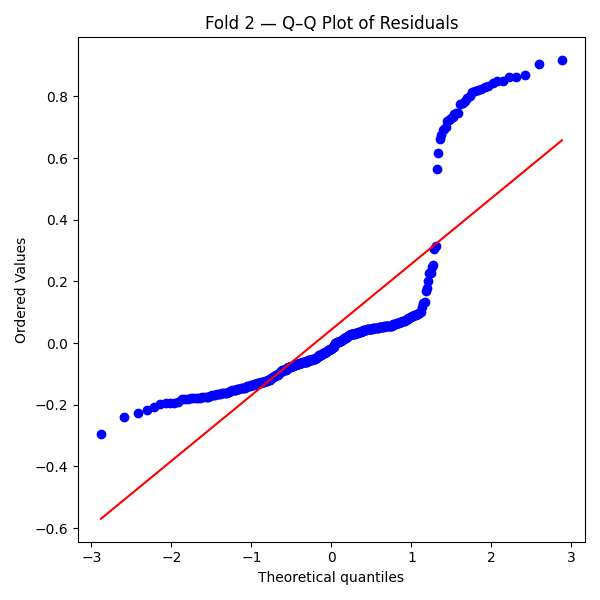 Fold 2 — Q–Q Plot of Residuals
Ordered Values
0.8
0.6
0.4
0.2
0.0
−0.2
−0.4
−0.6
−3 −2 −1 0 1 2 3
Theoretical quantiles